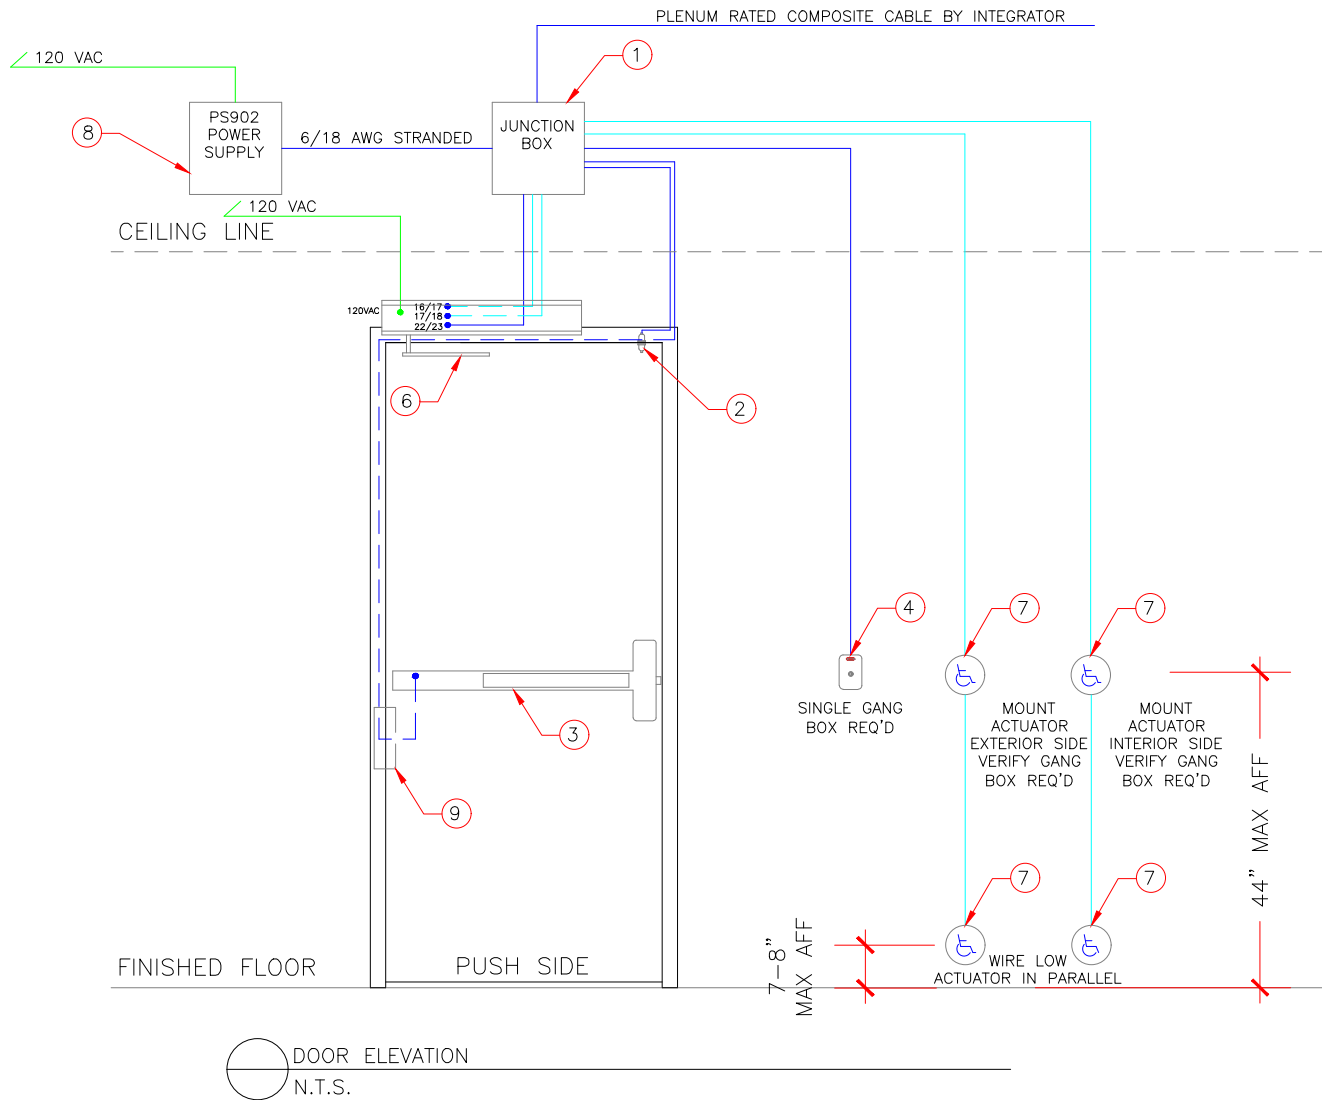 PLENUM RATED COMPOSITE CABLE BY INTEGRATOR
1
120 VAC
8
PS902
POWER
SUPPLY
6/18 AWG STRANDED
JUNCTION
BOX
120 VAC
CEILING LINE
120VAC
16/17
17/18
22/23
6
2
4
7
7
SINGLE GANG
BOX REQ'D
MOUNT
ACTUATOR
EXTERIOR SIDE
VERIFY GANG
BOX REQ'D
MOUNT
ACTUATOR
INTERIOR SIDE
VERIFY GANG
BOX REQ'D
3
9
44" MAX AFF
7
7
7-8"
MAX AFF
WIRE LOW
ACTUATOR IN PARALLEL
FINISHED FLOOR
PUSH SIDE
DOOR ELEVATION
N.T.S.